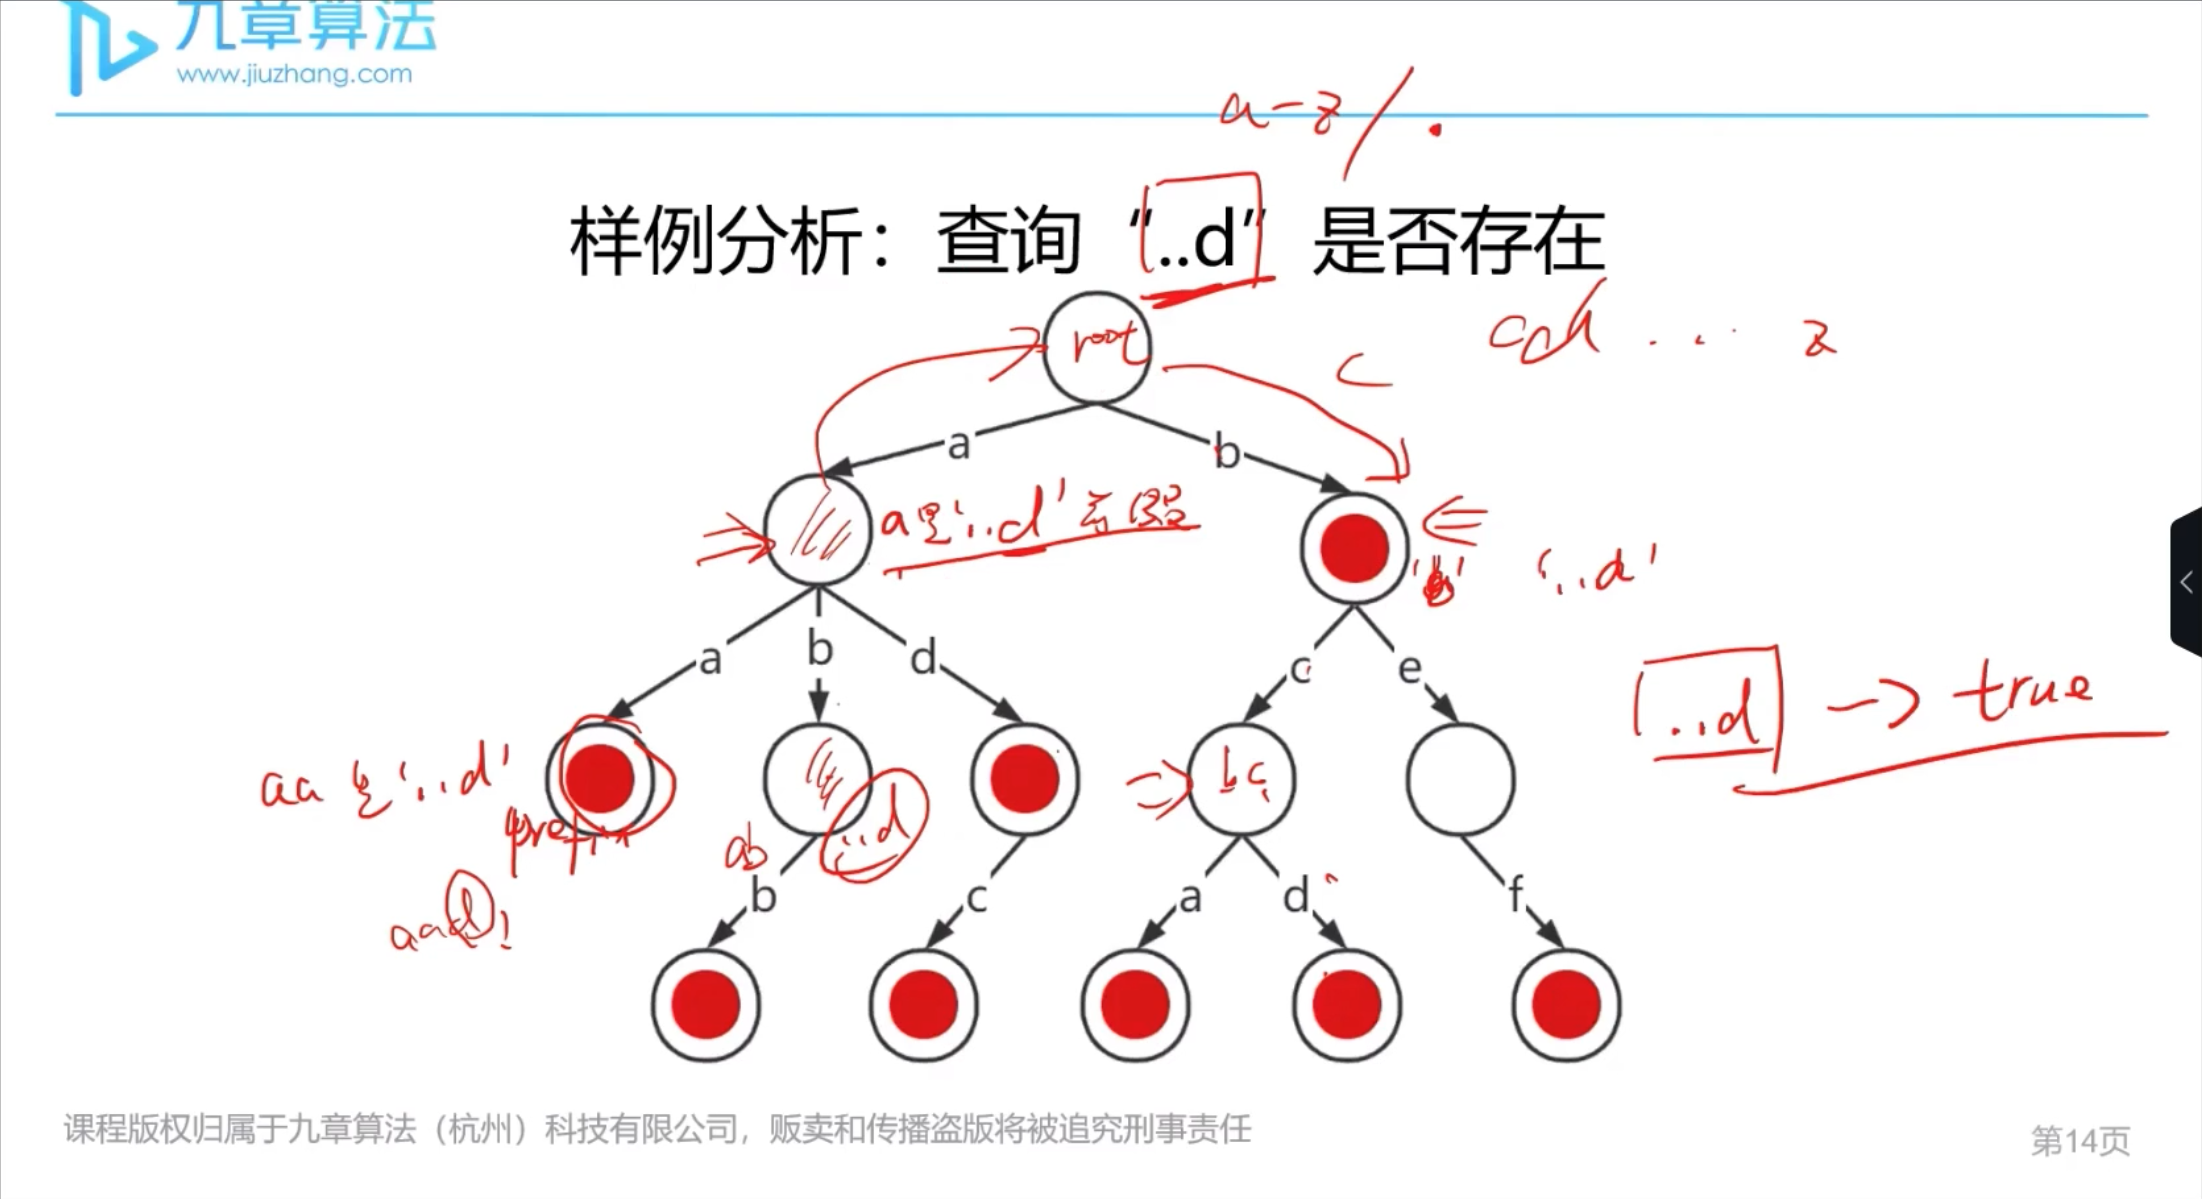 九章算法
www.jiuzhang.com
a-z / .
样例分析：查询 “..d” 是否存在
root
c
z
a
b
a是'..d'
'b'
'..d'
a
b
d
c
e
..d -> true
aa 是'..d'
prefix
ab
..d
bc
aad!
b
c
a
d
f
课程版权归属于九章算法（杭州）科技有限公司，贩卖和传播盗版将被追究刑事责任
第14页